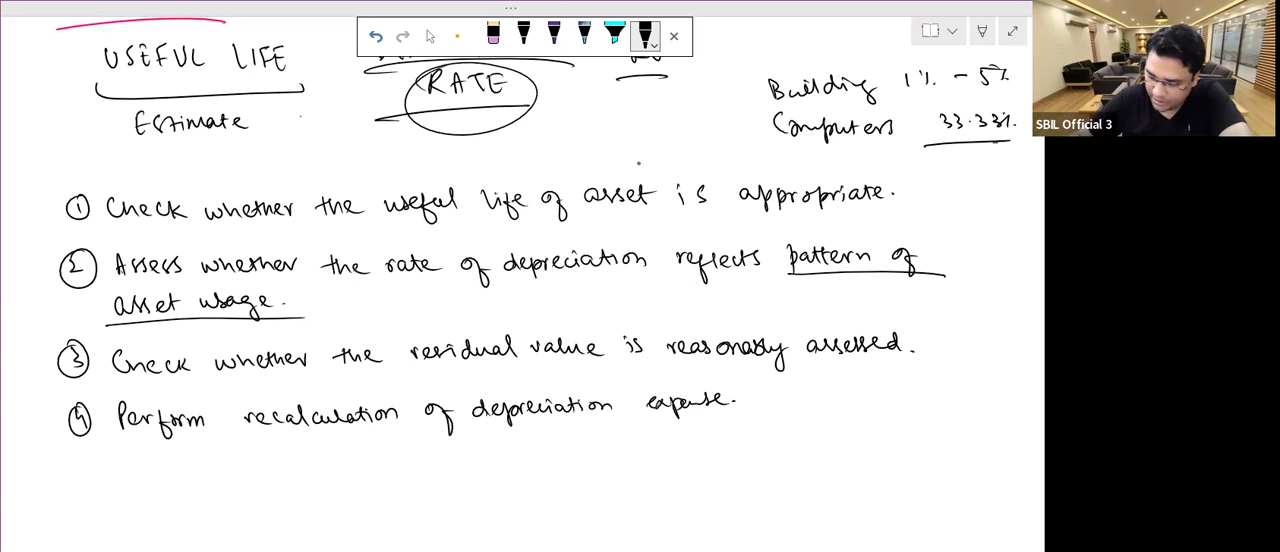 USEFUL LIFE
Estimate
RATE
Building 1% - 5%
Computers 33.33%.
SBIL Official 3
① Check whether the useful life of asset is appropriate.
② Assess whether the rate of depreciation reflects pattern of
asset usage.
③ Check whether the residual value is reasonably assessed.
④ Perform recalculation of depreciation expense.